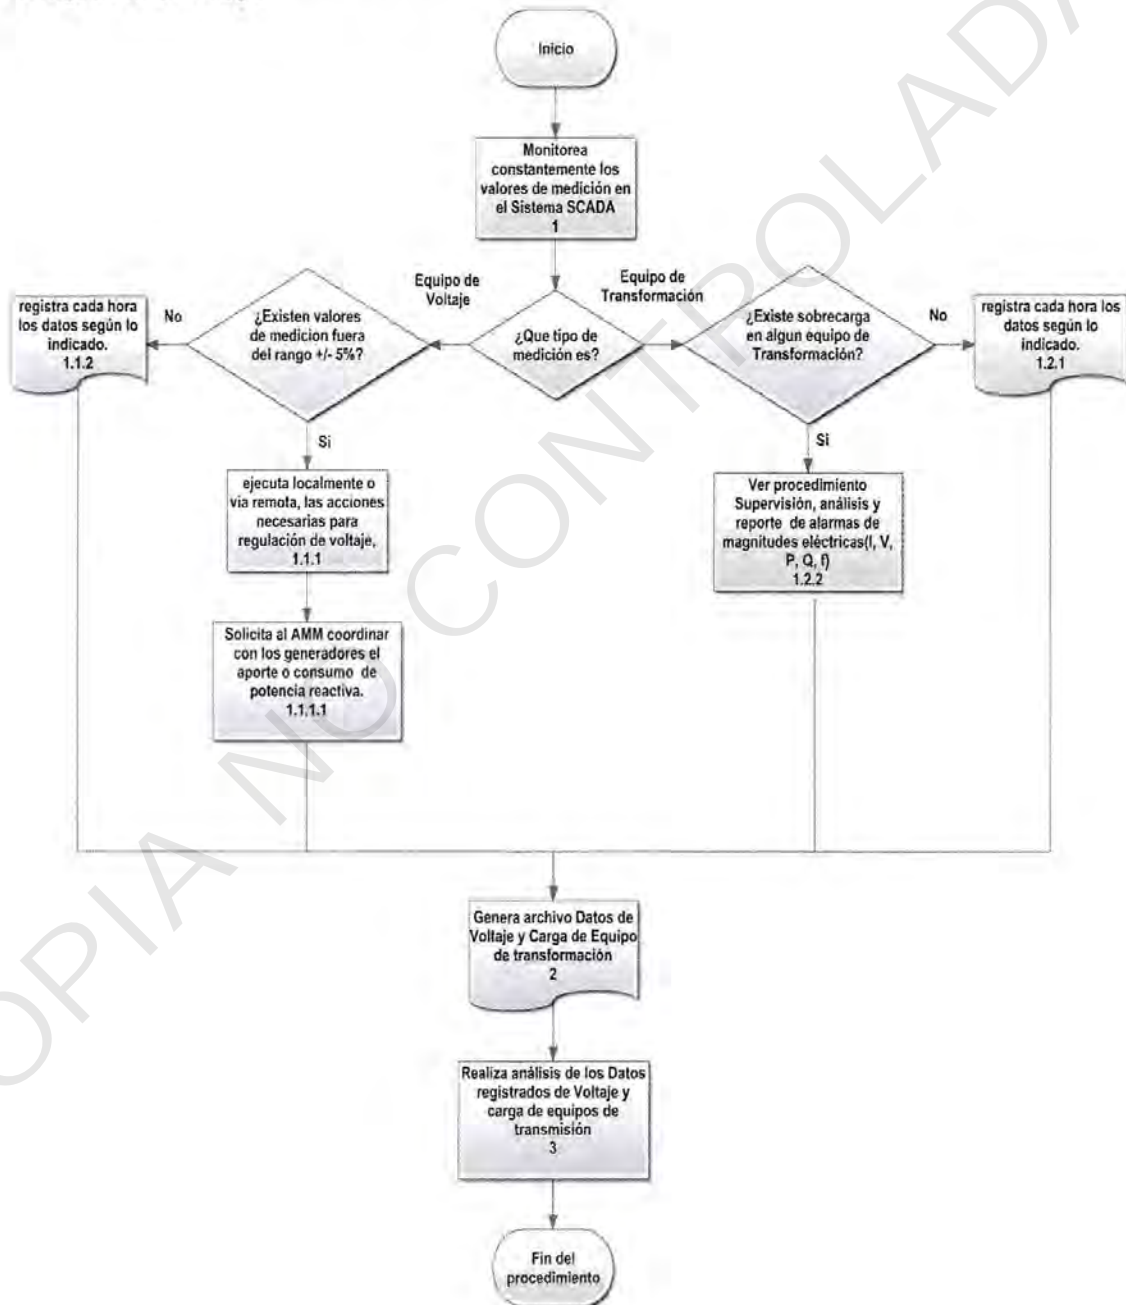 Inicio
Monitorea
constantemente los
valores de medición en
el Sistema SCADA
1
Equipo de
Voltaje
Equipo de
Transformación
¿Que tipo de
medición es?
¿Existen valores
de medicion fuera
del rango +/- 5%?
No
registra cada hora
los datos según lo
indicado.
1.1.2
¿Existe sobrecarga
en algun equipo de
Transformación?
No
registra cada hora los
datos según lo
indicado.
1.2.1
Si
ejecuta localmente o
via remota, las acciones
necesarias para
regulación de voltaje,
1.1.1
Solicita al AMM coordinar
con los generadores el
aporte o consumo de
potencia reactiva.
1.1.1.1
Si
Ver procedimiento
Supervisión, análisis y
reporte de alarmas de
magnitudes eléctricas(I, V,
P, Q, f)
1.2.2
Genera archivo Datos de
Voltaje y Carga de Equipo
de transformación
2
Realiza análisis de los Datos
registrados de Voltaje y
carga de equipos de
transmisión
3
Fin del
procedimiento
OPIA NO CONTROLADA